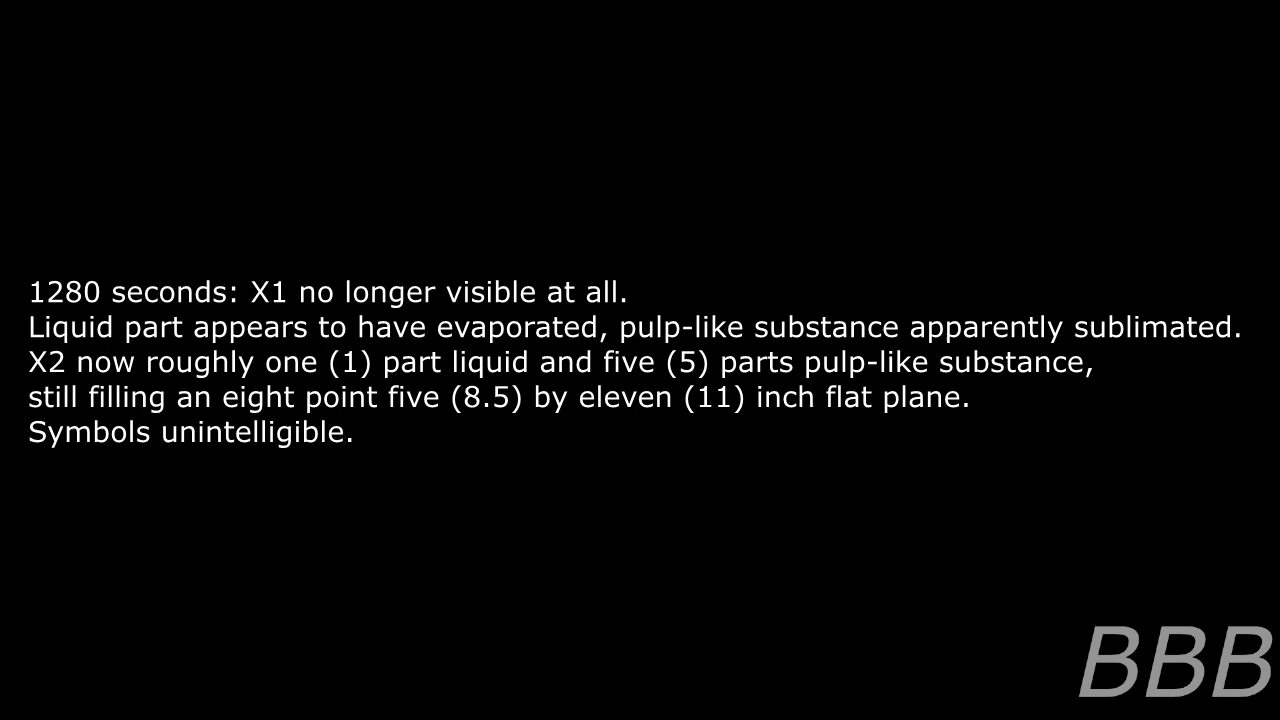 1280 seconds: X1 no longer visible at all.
Liquid part appears to have evaporated, pulp-like substance apparently sublimated.
X2 now roughly one (1) part liquid and five (5) parts pulp-like substance,
still filling an eight point five (8.5) by eleven (11) inch flat plane.
Symbols unintelligible.
BBB